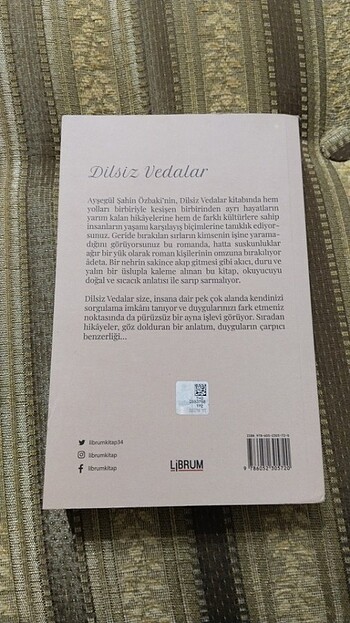 Dilsiz Vedalar
Ayşegül Şahin Özbaki'nin, Dilsiz Vedalar kitabında hem
yolları birbiriyle kesişen birbirinden ayrı hayatların
yarım kalan hikâyelerine hem de farklı kültürlere sahip
insanların yaşamı karşılayış biçimlerine tanıklık ediyor-
sunuz. Geride bırakılan sırların kimsenin işine yarama-
dığını görüyorsunuz bu romanda, hatta suskunluklar
ağır bir yük olarak roman kişilerinin omzuna bırakılıyor
âdeta. Bir nehrin sakince akıp gitmesi gibi akıcı, duru ve
yalın bir üslupla kaleme alınan bu kitap, okuyucuyu
doğal ve sıcacık anlatısı ile sarıp sarmalıyor.
Dilsiz Vedalar size, insana dair pek çok alanda kendinizi
sorgulama imkânı tanıyor ve duygularınızı fark etmeniz
noktasında da pürüzsüz bir ayna işlevi görüyor. Sıradan
hikâyeler, göz dolduran bir anlatım, duyguların çarpıcı
benzerliği...
librumkitap34
librumkitap
librumkitap
LiBRUM
9 786052 305720